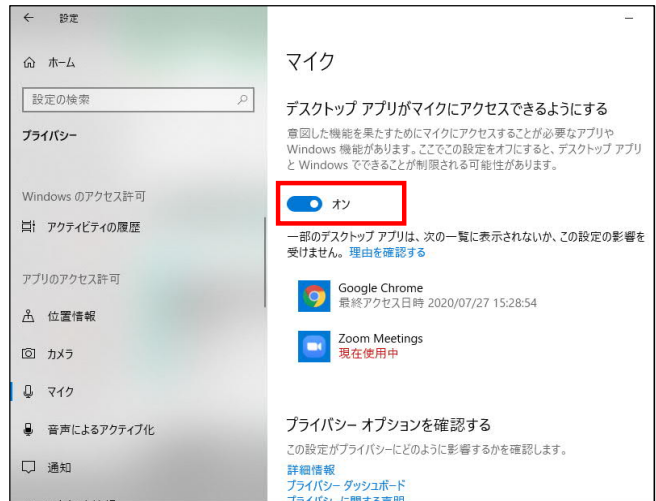 設定
ホーム
設定の検索
プライバシー
Windows のアクセス許可
アクティビティの履歴
アプリのアクセス許可
位置情報
カメラ
マイク
音声によるアクティブ化
通知
マイク
デスクトップ アプリがマイクにアクセスできるようにする
意図した機能を果たすためにマイクにアクセスすることが必要なアプリや
Windows 機能があります。ここでこの設定をオフにすると、デスクトップ アプリ
と Windows でできることが制限される可能性があります。
オン
一部のデスクトップ アプリは、次の一覧に表示されないか、この設定の影響を
受けません。 理由を確認する
Google Chrome
最終アクセス日時 2020/07/27 15:28:54
Zoom Meetings
現在使用中
プライバシー オプションを確認する
この設定がプライバシーにどのように影響するかを確認します。
詳細情報
プライバシー ダッシュボード
プライバシーに関する声明